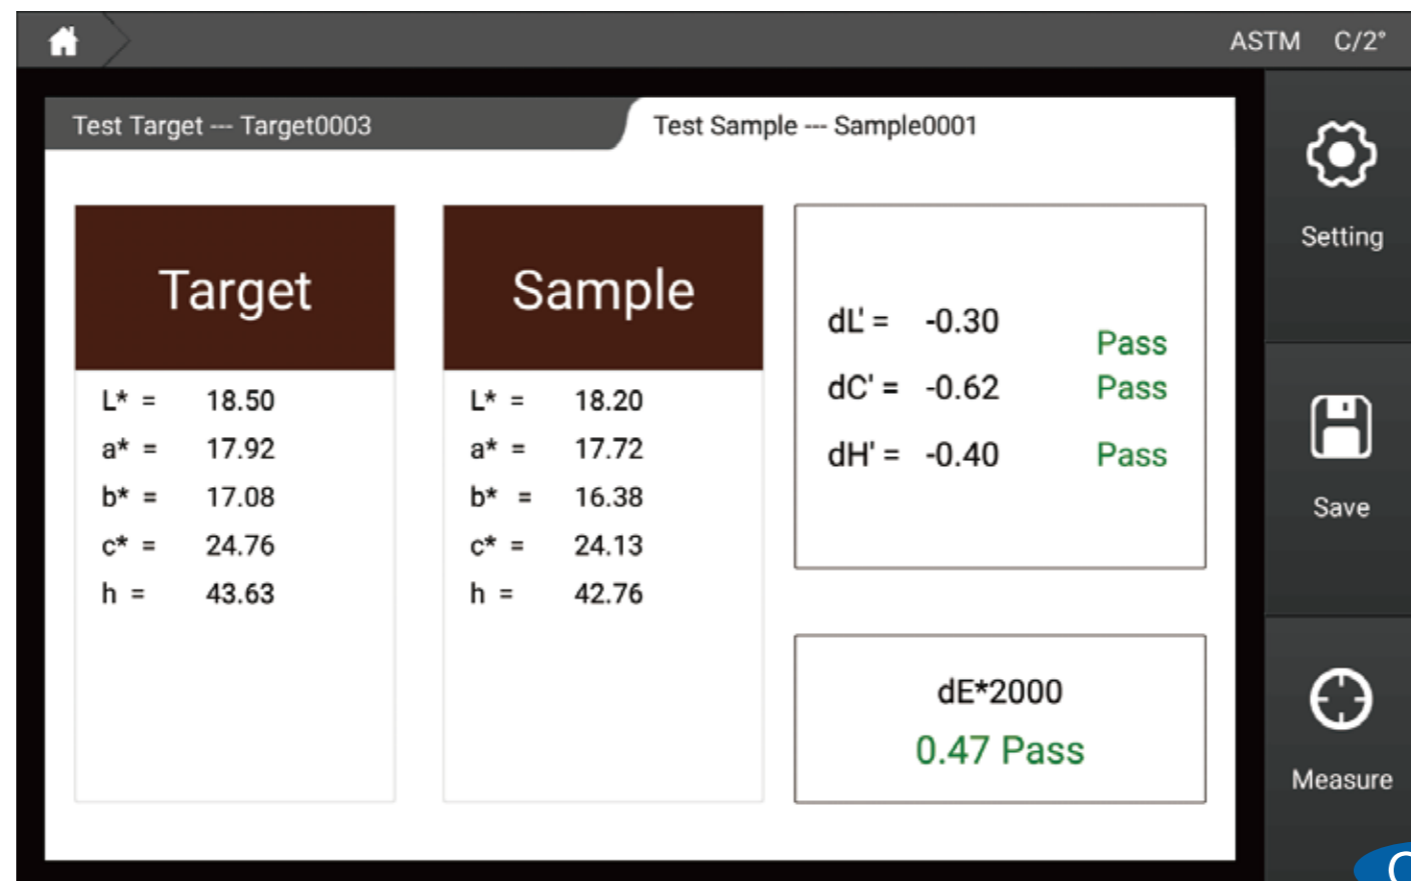 ASTM C/2°
Test Target --- Target0003
Test Sample --- Sample0001
Target
L* = 18.50
a* = 17.92
b* = 17.08
c* = 24.76
h = 43.63
Sample
L* = 18.20
a* = 17.72
b* = 16.38
c* = 24.13
h = 42.76
dL' = -0.30 Pass
dC' = -0.62 Pass
dH' = -0.40 Pass
dE*2000
0.47 Pass
Setting
Save
Measure